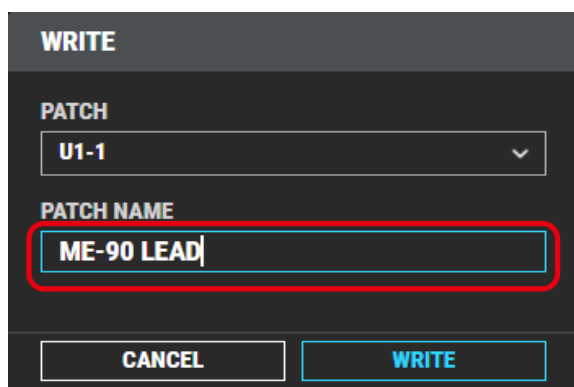 WRITE
PATCH
U1-1
PATCH NAME
ME-90 LEAD
CANCEL WRITE